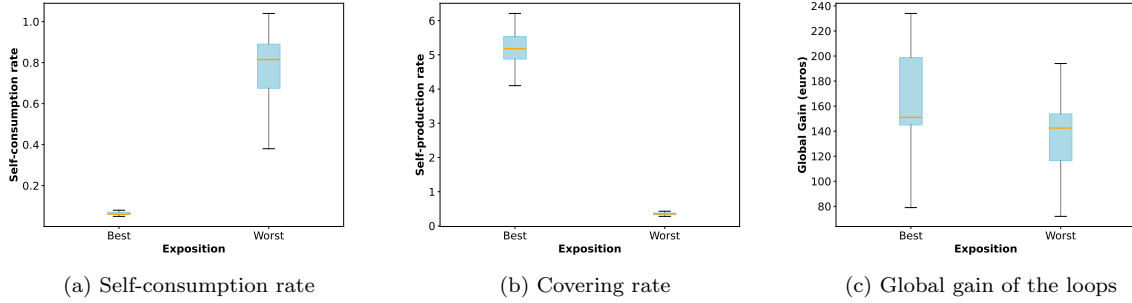 Self-consumption rate
1.0
0.8
0.6
0.4
0.2
Best
Worst
Exposition
(a) Self-consumption rate
Self-production rate
6
5
4
3
2
1
0
Best
Worst
Exposition
(b) Covering rate
Global Gain (euros)
240
220
200
180
160
140
120
100
80
Best
Worst
Exposition
(c) Global gain of the loops